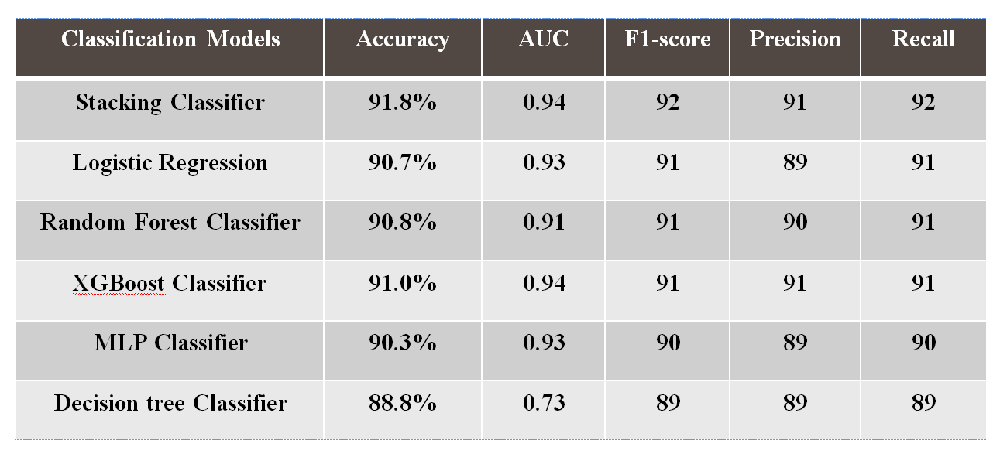 Classification Models Accuracy AUC F1-score Precision Recall
Stacking Classifier 91.8% 0.94 92 91 92
Logistic Regression 90.7% 0.93 91 89 91
Random Forest Classifier 90.8% 0.91 91 90 91
XGBoost Classifier 91.0% 0.94 91 91 91
MLP Classifier 90.3% 0.93 90 89 90
Decision tree Classifier 88.8% 0.73 89 89 89